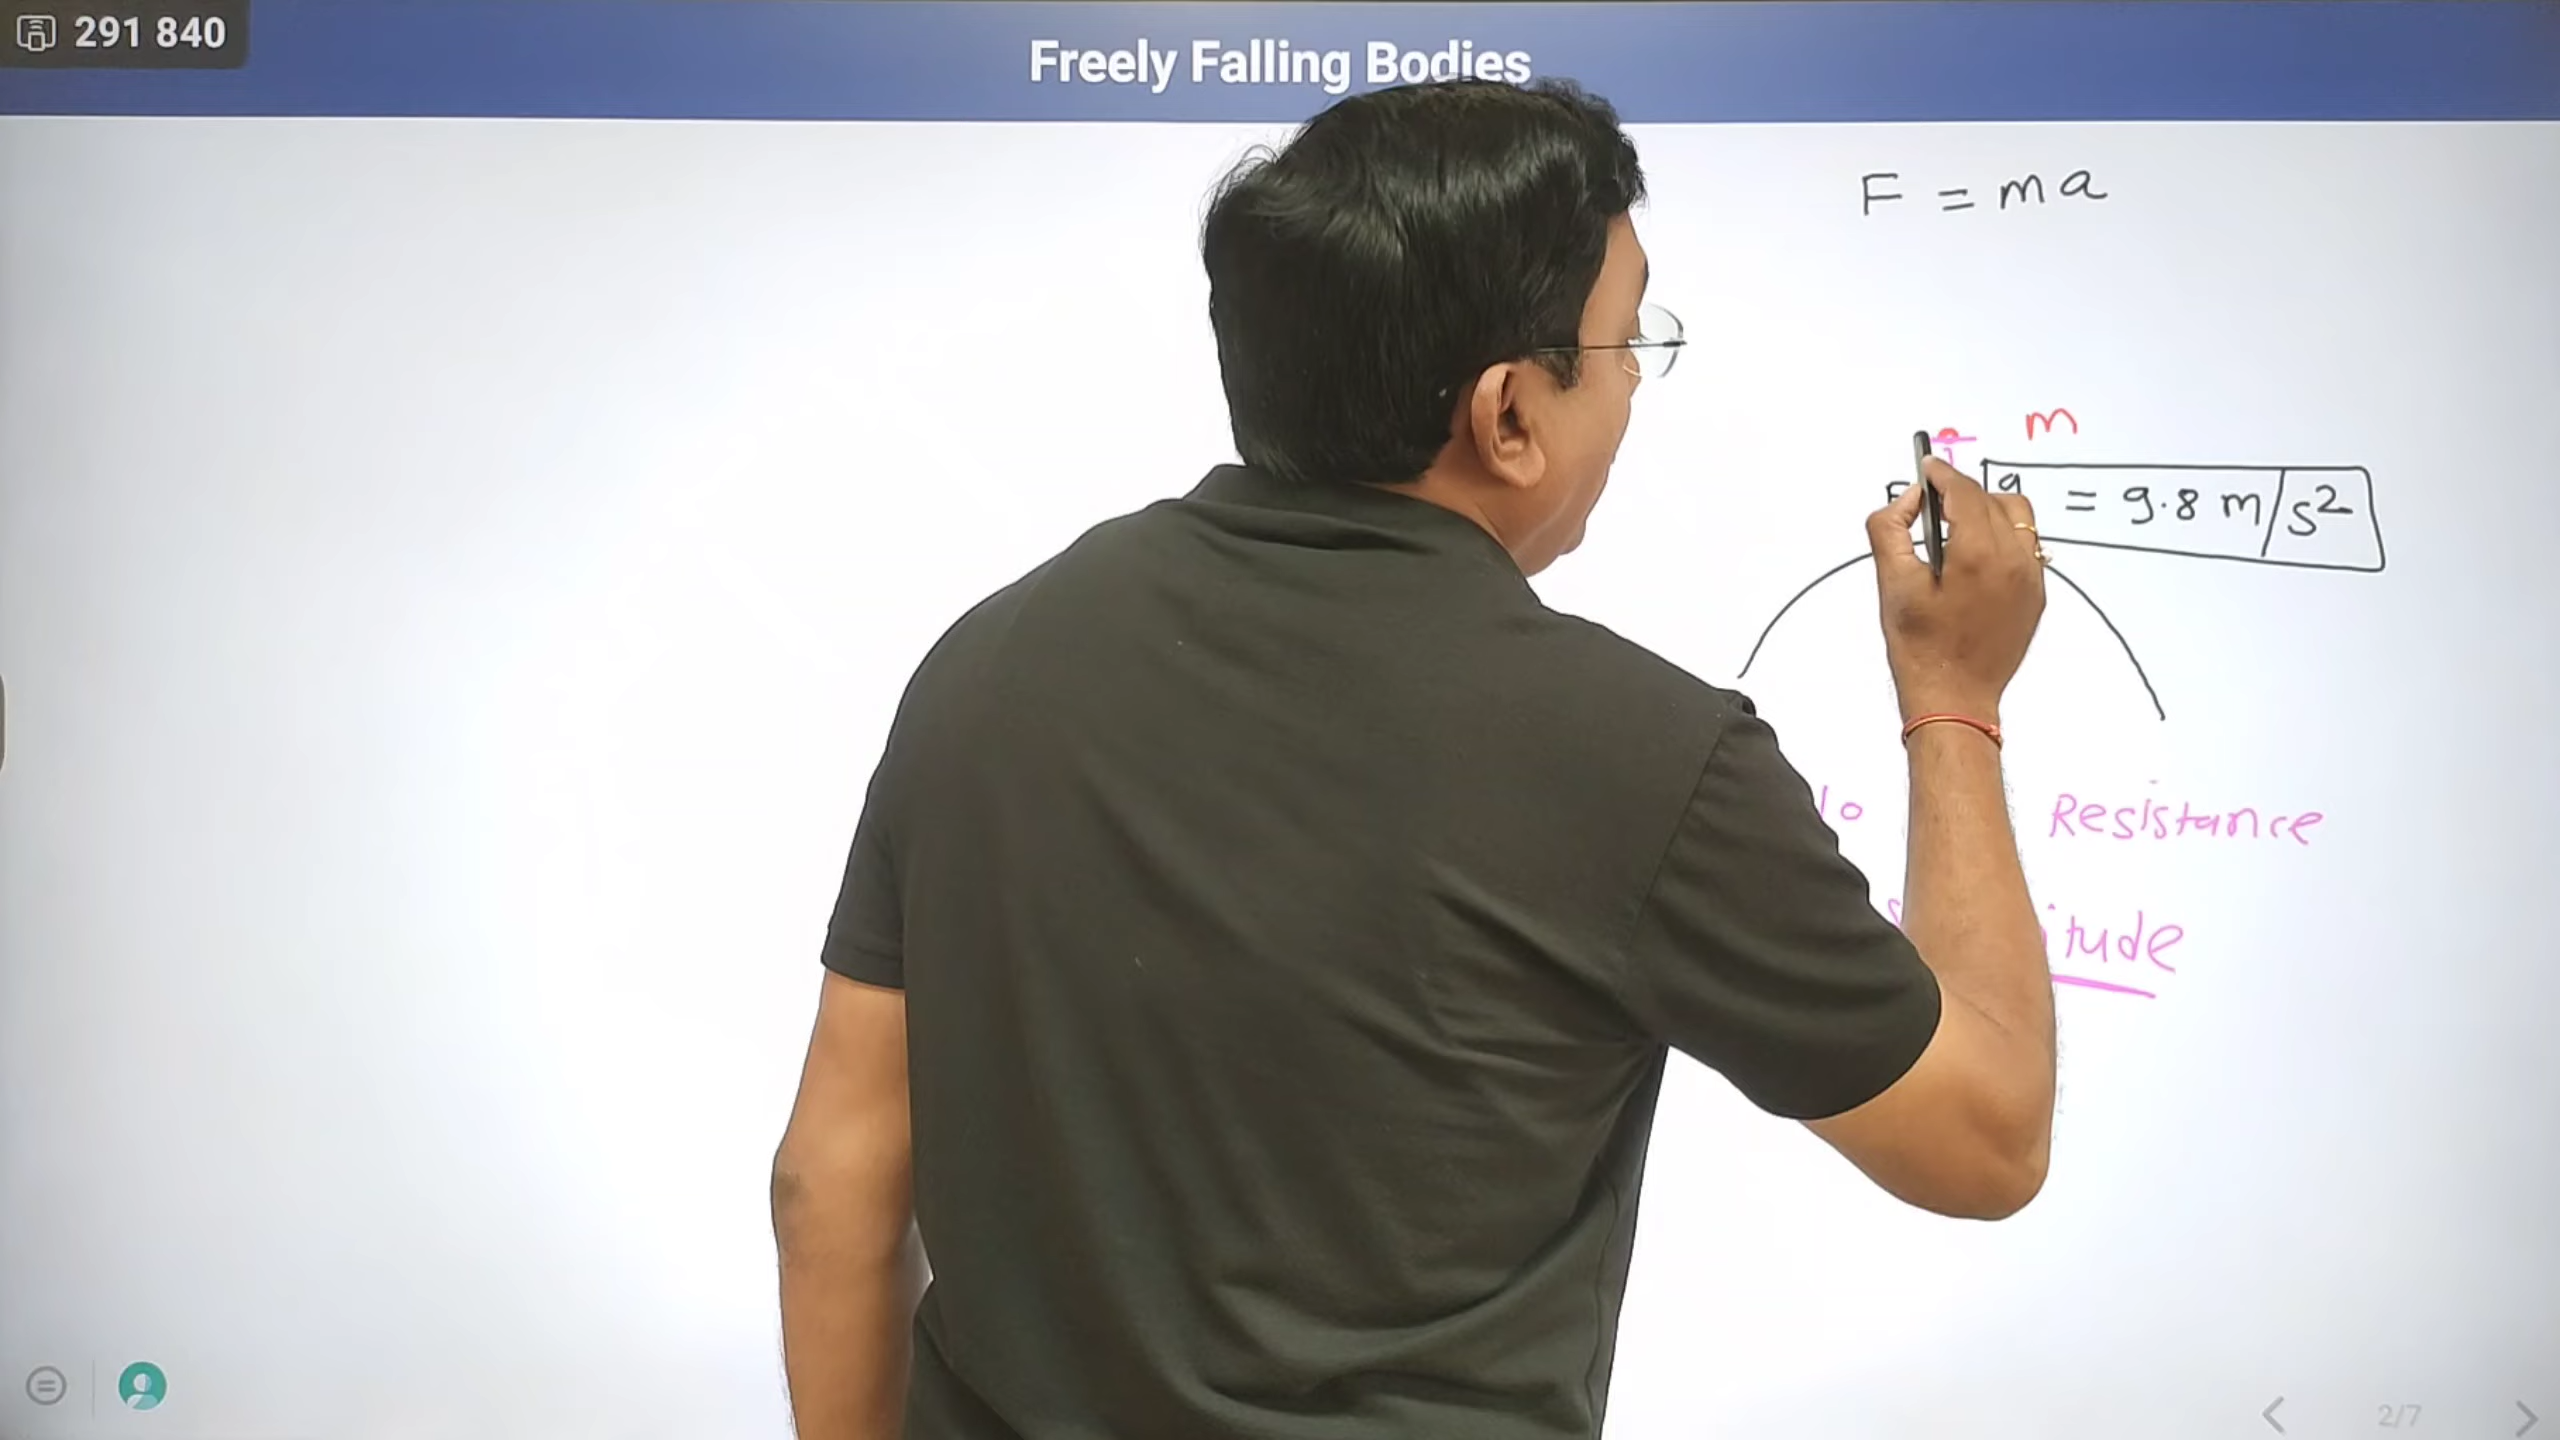 291 840
Freely Falling Bodies
F = ma
m
F
g = 9.8 m/s2
Resistance
2/7